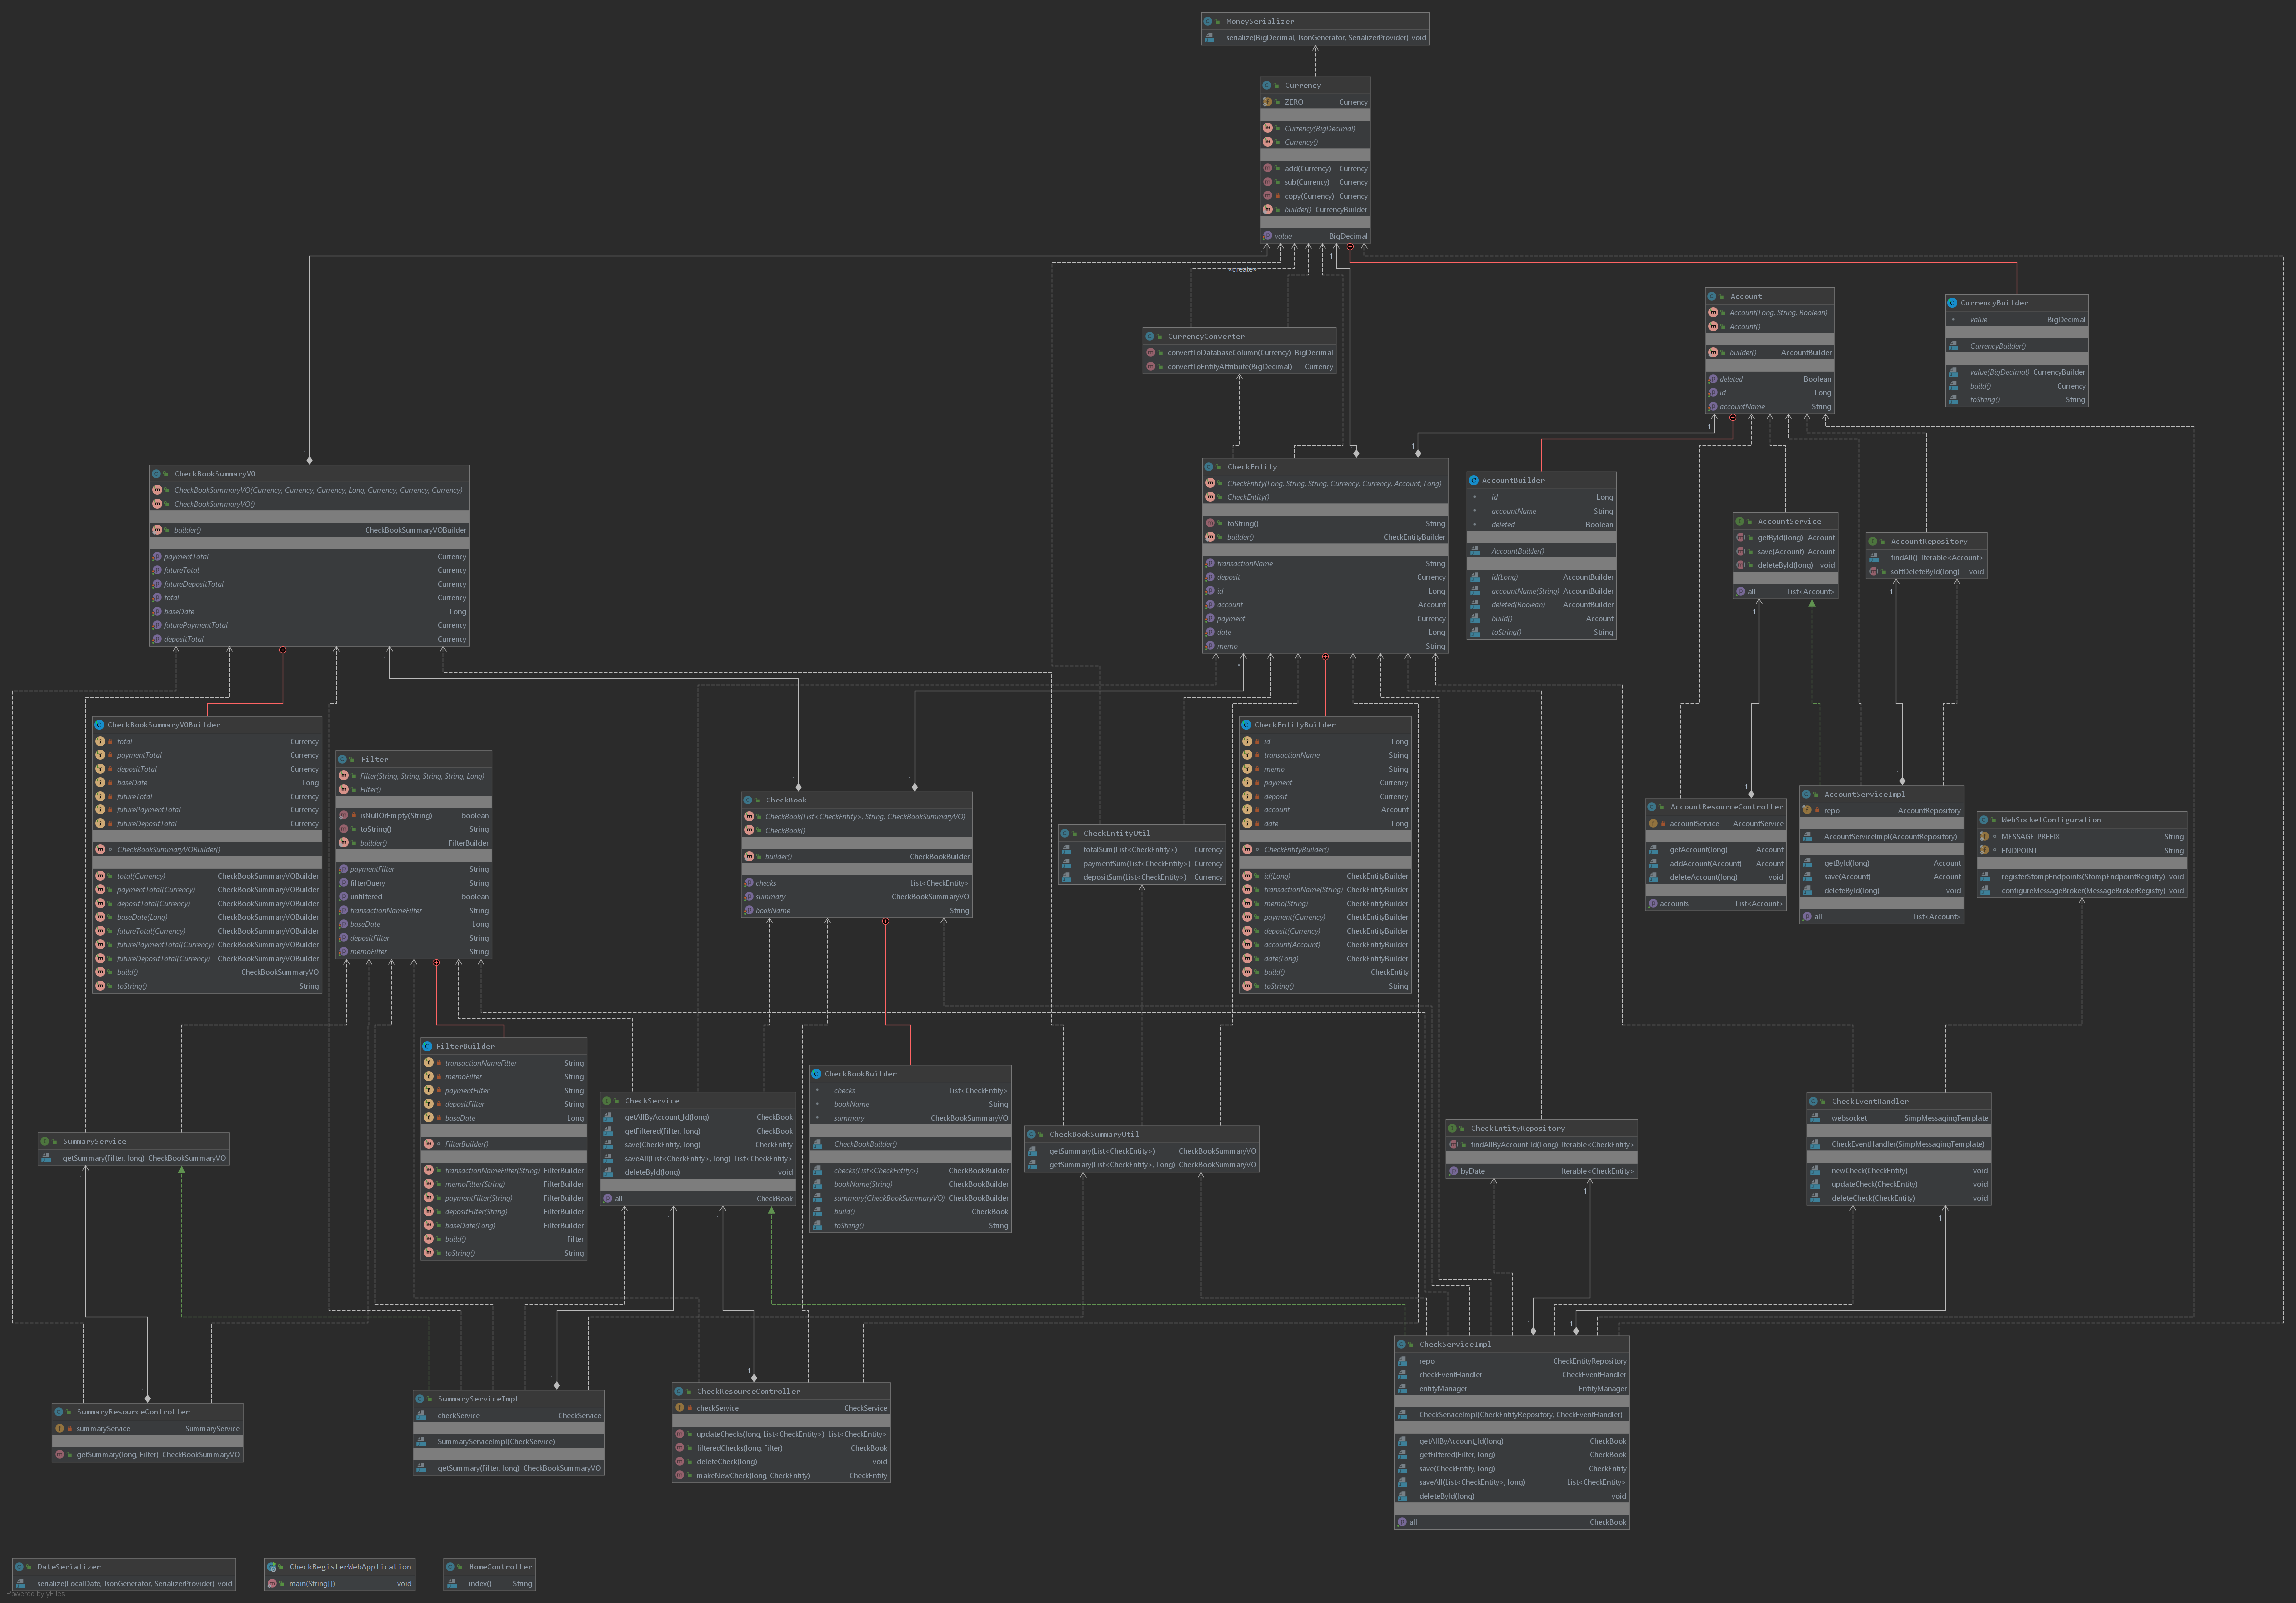 MoneySerializer
serialize(BigDecimal, JsonGenerator, SerializerProvider) void
Currency
ZERO Currency
Currency(BigDecimal)
Currency()
add(Currency) Currency
sub(Currency) Currency
copy(Currency) Currency
builder() CurrencyBuilder
value BigDecimal
1
1
«create»
CurrencyConverter
convertToDatabaseColumn(Currency) BigDecimal
convertToEntityAttribute(BigDecimal) Currency
Account
Account(Long, String, Boolean)
Account()
builder() AccountBuilder
deleted Boolean
id Long
accountName String
CurrencyBuilder
value BigDecimal
CurrencyBuilder()
value(BigDecimal) CurrencyBuilder
build() Currency
toString() String
1
1
1
1
CheckBookSummaryVO
CheckBookSummaryVO(Currency, Currency, Currency, Long, Currency, Currency, Currency)
CheckBookSummaryVO()
builder() CheckBookSummaryVOBuilder
paymentTotal Currency
futureTotal Currency
futureDepositTotal Currency
total Currency
baseDate Long
futurePaymentTotal Currency
depositTotal Currency
1
CheckEntity
CheckEntity(Long, String, String, Currency, Currency, Account, Long)
CheckEntity()
toString() String
builder() CheckEntityBuilder
transactionName String
deposit Currency
id Long
account Account
payment Currency
date Long
memo String
*
AccountBuilder
id Long
accountName String
deleted Boolean
AccountBuilder()
id(Long) AccountBuilder
accountName(String) AccountBuilder
deleted(Boolean) AccountBuilder
build() Account
toString() String
AccountService
getById(long) Account
save(Account) Account
deleteById(long) void
all List<Account>
1
AccountRepository
findAll() Iterable<Account>
softDeleteById(long) void
1
CheckBookSummaryVOBuilder
total Currency
paymentTotal Currency
depositTotal Currency
baseDate Long
futureTotal Currency
futurePaymentTotal Currency
futureDepositTotal Currency
CheckBookSummaryVOBuilder()
total(Currency) CheckBookSummaryVOBuilder
paymentTotal(Currency) CheckBookSummaryVOBuilder
depositTotal(Currency) CheckBookSummaryVOBuilder
baseDate(Long) CheckBookSummaryVOBuilder
futureTotal(Currency) CheckBookSummaryVOBuilder
futurePaymentTotal(Currency) CheckBookSummaryVOBuilder
futureDepositTotal(Currency) CheckBookSummaryVOBuilder
build() CheckBookSummaryVO
toString() String
Filter
Filter(String, String, String, String, Long)
Filter()
isNullOrEmpty(String) boolean
toString() String
builder() FilterBuilder
paymentFilter String
filterQuery String
unfiltered boolean
transactionNameFilter String
baseDate Long
depositFilter String
memoFilter String
1
1
CheckBook
CheckBook(List<CheckEntity>, String, CheckBookSummaryVO)
CheckBook()
builder() CheckBookBuilder
checks List<CheckEntity>
summary CheckBookSummaryVO
bookName String
CheckEntityUtil
totalSum(List<CheckEntity>) Currency
paymentSum(List<CheckEntity>) Currency
depositSum(List<CheckEntity>) Currency
CheckEntityBuilder
id Long
transactionName String
memo String
payment Currency
deposit Currency
account Account
date Long
CheckEntityBuilder()
id(Long) CheckEntityBuilder
transactionName(String) CheckEntityBuilder
memo(String) CheckEntityBuilder
payment(Currency) CheckEntityBuilder
deposit(Currency) CheckEntityBuilder
account(Account) CheckEntityBuilder
date(Long) CheckEntityBuilder
build() CheckEntity
toString() String
1
AccountResourceController
accountService AccountService
getAccount(long) Account
addAccount(Account) Account
deleteAccount(long) void
accounts List<Account>
1
AccountServiceImpl
repo AccountRepository
AccountServiceImpl(AccountRepository)
getById(long) Account
save(Account) Account
deleteById(long) void
all List<Account>
WebSocketConfiguration
MESSAGE_PREFIX String
ENDPOINT String
registerStompEndpoints(StompEndpointRegistry) void
configureMessageBroker(MessageBrokerRegistry) void
SummaryService
getSummary(Filter, long) CheckBookSummaryVO
1
FilterBuilder
transactionNameFilter String
memoFilter String
paymentFilter String
depositFilter String
baseDate Long
FilterBuilder()
transactionNameFilter(String) FilterBuilder
memoFilter(String) FilterBuilder
paymentFilter(String) FilterBuilder
depositFilter(String) FilterBuilder
baseDate(Long) FilterBuilder
build() Filter
toString() String
CheckService
getAllByAccount_Id(long) CheckBook
getFiltered(Filter, long) CheckBook
save(CheckEntity, long) CheckEntity
saveAll(List<CheckEntity>, long) List<CheckEntity>
deleteById(long) void
all CheckBook
1
1
CheckBookBuilder
checks List<CheckEntity>
bookName String
summary CheckBookSummaryVO
CheckBookBuilder()
checks(List<CheckEntity>) CheckBookBuilder
bookName(String) CheckBookBuilder
summary(CheckBookSummaryVO) CheckBookBuilder
build() CheckBook
toString() String
CheckBookSummaryUtil
getSummary(List<CheckEntity>) CheckBookSummaryVO
getSummary(List<CheckEntity>, Long) CheckBookSummaryVO
CheckEntityRepository
findAllByAccount_Id(Long) Iterable<CheckEntity>
byDate Iterable<CheckEntity>
1
CheckEventHandler
websocket SimpMessagingTemplate
CheckEventHandler(SimpMessagingTemplate)
newCheck(CheckEntity) void
updateCheck(CheckEntity) void
deleteCheck(CheckEntity) void
1
1
SummaryResourceController
summaryService SummaryService
getSummary(long, Filter) CheckBookSummaryVO
1
SummaryServiceImpl
checkService CheckService
SummaryServiceImpl(CheckService)
getSummary(Filter, long) CheckBookSummaryVO
1
CheckResourceController
checkService CheckService
updateChecks(long, List<CheckEntity>) List<CheckEntity>
filteredChecks(long, Filter) CheckBook
deleteCheck(long) void
makeNewCheck(long, CheckEntity) CheckEntity
1
1
CheckServiceImpl
repo CheckEntityRepository
checkEventHandler CheckEventHandler
entityManager EntityManager
CheckServiceImpl(CheckEntityRepository, CheckEventHandler)
getAllByAccount_Id(long) CheckBook
getFiltered(Filter, long) CheckBook
save(CheckEntity, long) CheckEntity
saveAll(List<CheckEntity>, long) List<CheckEntity>
deleteById(long) void
all CheckBook
DateSerializer
serialize(LocalDate, JsonGenerator, SerializerProvider) void
CheckRegisterWebApplication
main(String[]) void
HomeController
index() String
Powered by yFiles